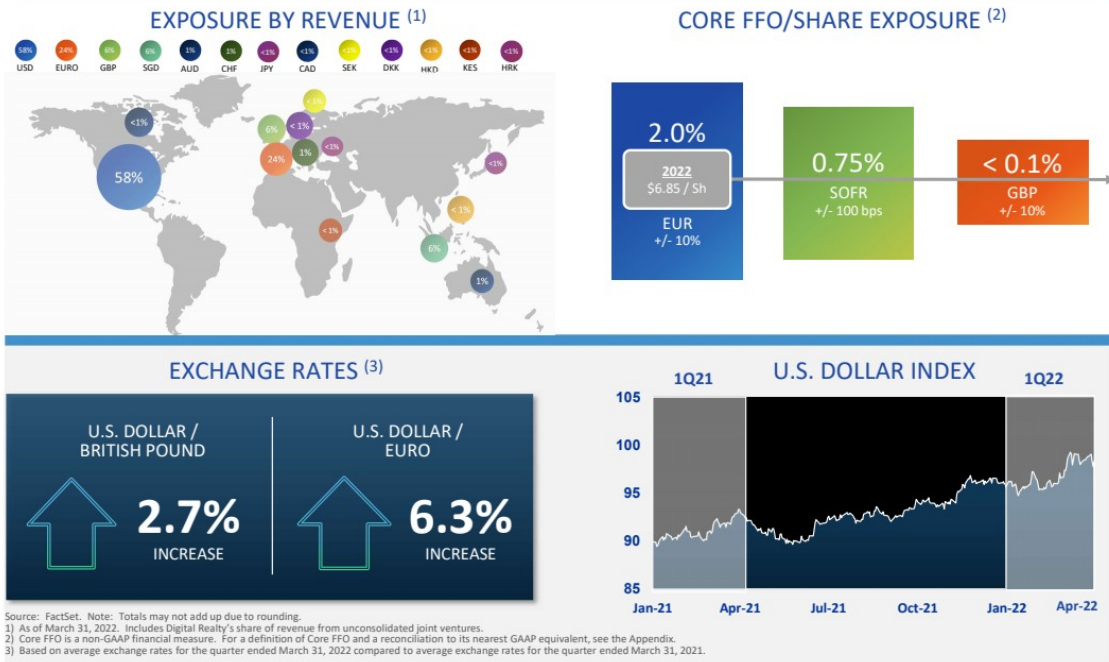 EXPOSURE BY REVENUE (1)
58% 24% 6% 6% 1% 1% <1% <1% <1% <1% <1% <1% <1%
USD EURO GBP SGD AUD CHF JPY CAD SEK DKK HKD KES HRK
< 1%
<1%
6%
< 1%
<1%
24%
1%
<1%
58%
< 1%
< 1%
6%
1%
CORE FFO/SHARE EXPOSURE (2)
2.0%
2022
$6.85 / Sh
EUR
+/- 10%
0.75%
SOFR
+/- 100 bps
< 0.1%
GBP
+/- 10%
EXCHANGE RATES (3)
U.S. DOLLAR /
BRITISH POUND
2.7%
INCREASE
U.S. DOLLAR /
EURO
6.3%
INCREASE
U.S. DOLLAR INDEX
1Q21
1Q22
105
100
95
90
85
Jan-21 Apr-21 Jul-21 Oct-21 Jan-22 Apr-22
Source: FactSet. Note: Totals may not add up due to rounding.
1) As of March 31, 2022. Includes Digital Realty's share of revenue from unconsolidated joint ventures.
2) Core FFO is a non-GAAP financial measure. For a definition of Core FFO and a reconciliation to its nearest GAAP equivalent, see the Appendix.
3) Based on average exchange rates for the quarter ended March 31, 2022 compared to average exchange rates for the quarter ended March 31, 2021.